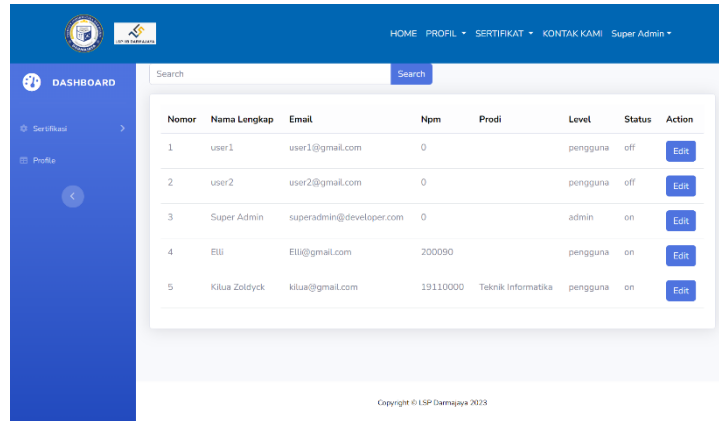 LSP IIB DARMAJAYA
HOME PROFIL SERTIFIKAT KONTAK KAMI Super Admin
DASHBOARD
Sertifikasi
Profile
Search Search
Nomor Nama Lengkap Email Npm Prodi Level Status Action
1 user1 user1@gmail.com 0 pengguna off Edit
2 user2 user2@gmail.com 0 pengguna off Edit
3 Super Admin superadmin@developer.com 0 admin on Edit
4 Elli Elli@gmail.com 200090 pengguna on Edit
5 Kilua Zoldyck kilua@gmail.com 19110000 Teknik Informatika pengguna on Edit
Copyright © LSP Darmajaya 2023